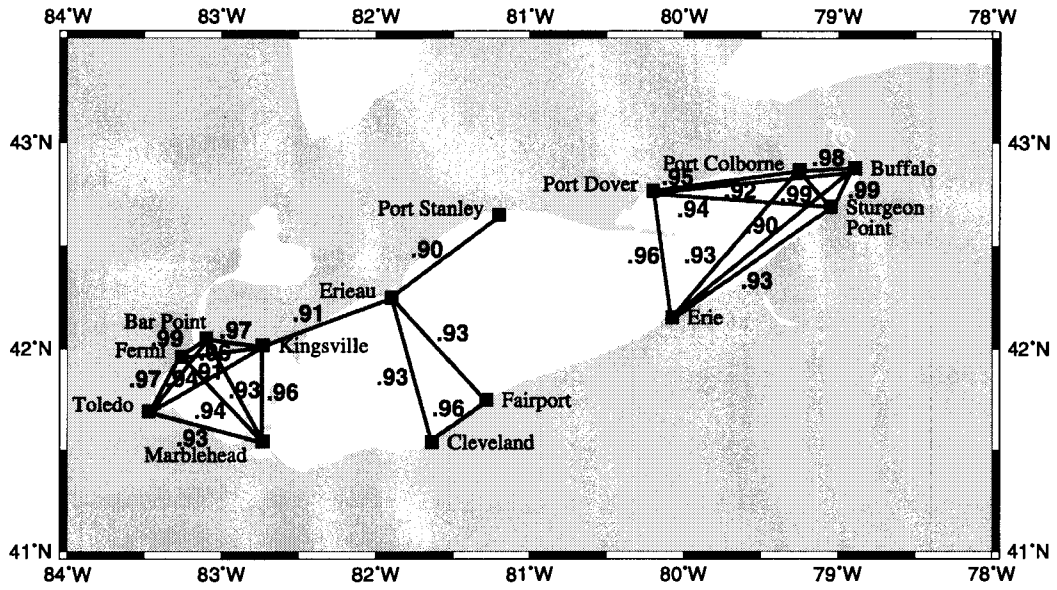 84°W 83°W 82°W 81°W 80°W 79°W 78°W
43°N 43°N
Port Colborne .98 Buffalo
Port Dover .95 .92 .99 .99
Port Stanley .94 Sturgeon
.90 Point
.90 .96 .93
Erieau .93
.91 Erie
Bar Point .97
.99 Kingsville .93
42°N Fermi .96 42°N
.97 .94 .91 .93 .96 .93
Toledo .94 .96 Fairport
.93 Cleveland
Marblehead
41°N 41°N
84°W 83°W 82°W 81°W 80°W 79°W 78°W